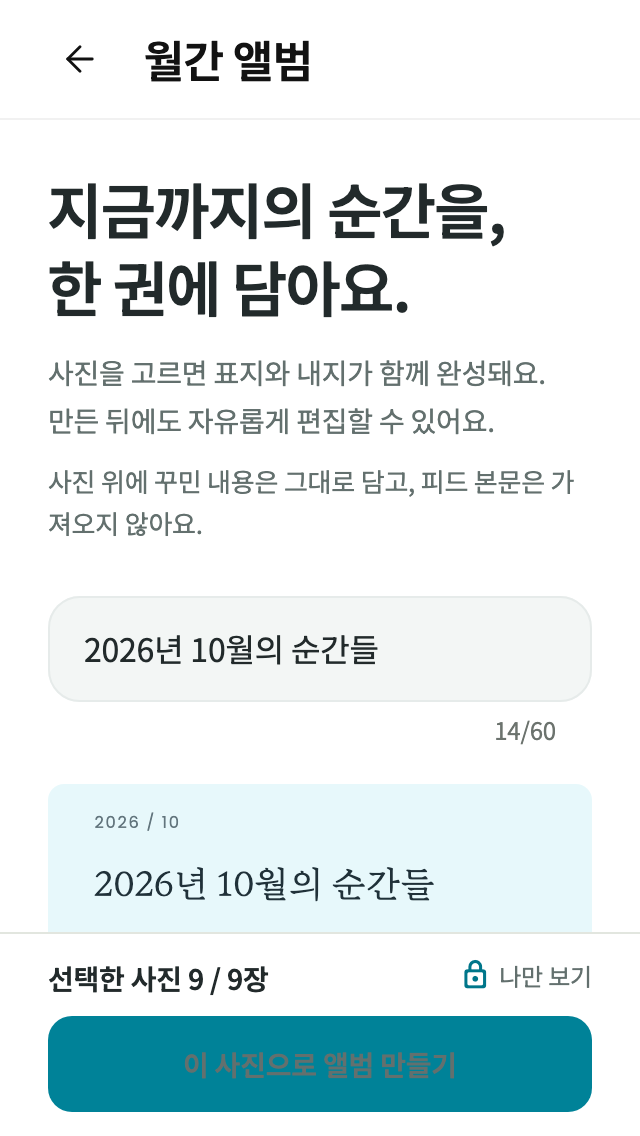 월간 앨범
지금까지의 순간을,
한 권에 담아요.
사진을 고르면 표지와 내지가 함께 완성돼요.
만든 뒤에도 자유롭게 편집할 수 있어요.
사진 위에 꾸민 내용은 그대로 담고, 피드 본문은 가
져오지 않아요.
2026년 10월의 순간들
14/60
2026 / 10
2026년 10월의 순간들
선택한 사진 9 / 9장
나만 보기
이 사진으로 앨범 만들기